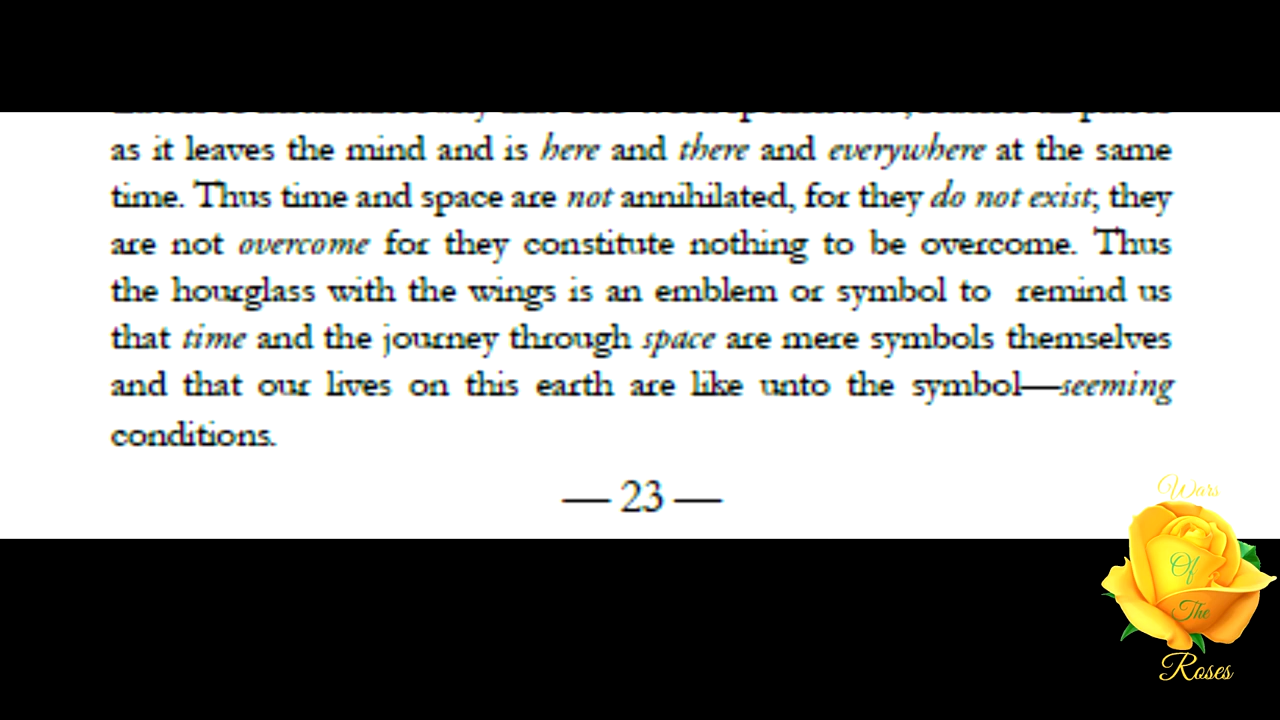 as it leaves the mind and is here and there and everywhere at the same
time. Thus time and space are not annihilated, for they do not exist; they
are not overcome for they constitute nothing to be overcome. Thus
the hourglass with the wings is an emblem or symbol to remind us
that time and the journey through space are mere symbols themselves
and that our lives on this earth are like unto the symbol—seeming
conditions.
— 23 —
Wars
Of
The
Roses